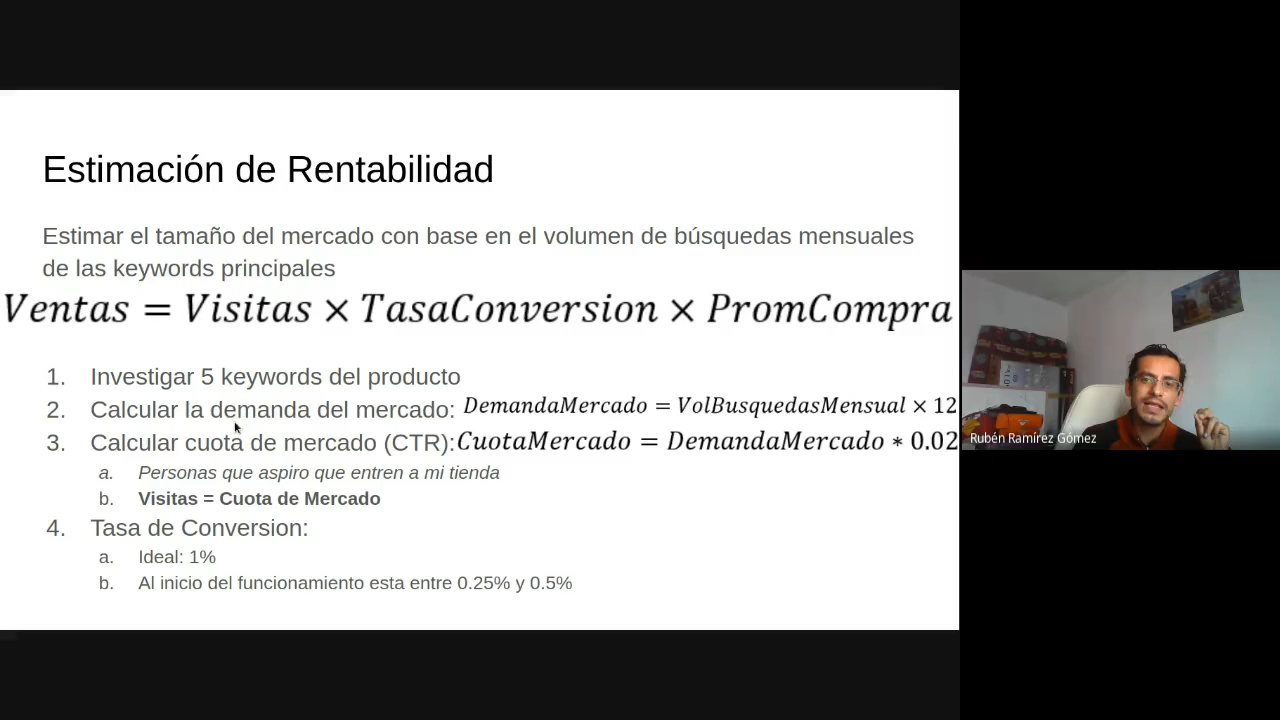 Estimación de Rentabilidad
Estimar el tamaño del mercado con base en el volumen de búsquedas mensuales
de las keywords principales
Ventas = Visitas × TasaConversion × PromCompra
1. Investigar 5 keywords del producto
2. Calcular la demanda del mercado: DemandaMercado = VolBusquedasMensual × 12
3. Calcular cuota de mercado (CTR): CuotaMercado = DemandaMercado * 0.02
a. Personas que aspiro que entren a mi tienda
b. Visitas = Cuota de Mercado
4. Tasa de Conversion:
a. Ideal: 1%
b. Al inicio del funcionamiento esta entre 0.25% y 0.5%
Rubén Ramírez Gómez